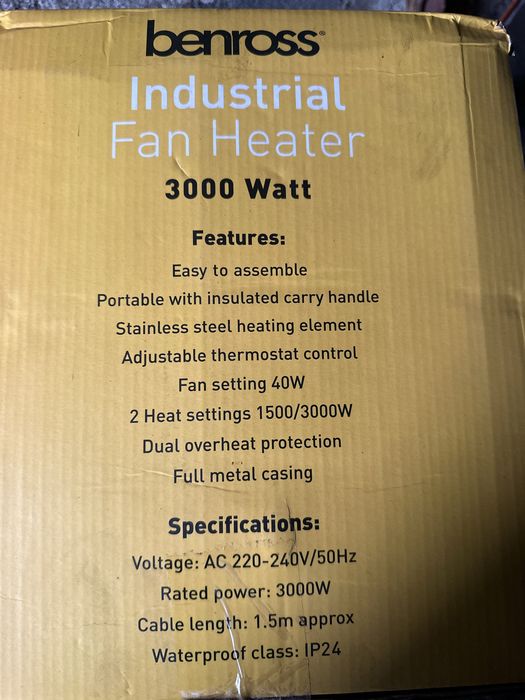 benross
Industrial
Fan Heater
3000 Watt
Features:
Easy to assemble
Portable with insulated carry handle
Stainless steel heating element
Adjustable thermostat control
Fan setting 40W
2 Heat settings 1500/3000W
Dual overheat protection
Full metal casing
Specifications:
Voltage: AC 220-240V/50Hz
Rated power: 3000W
Cable length: 1.5m approx
Waterproof class: IP24